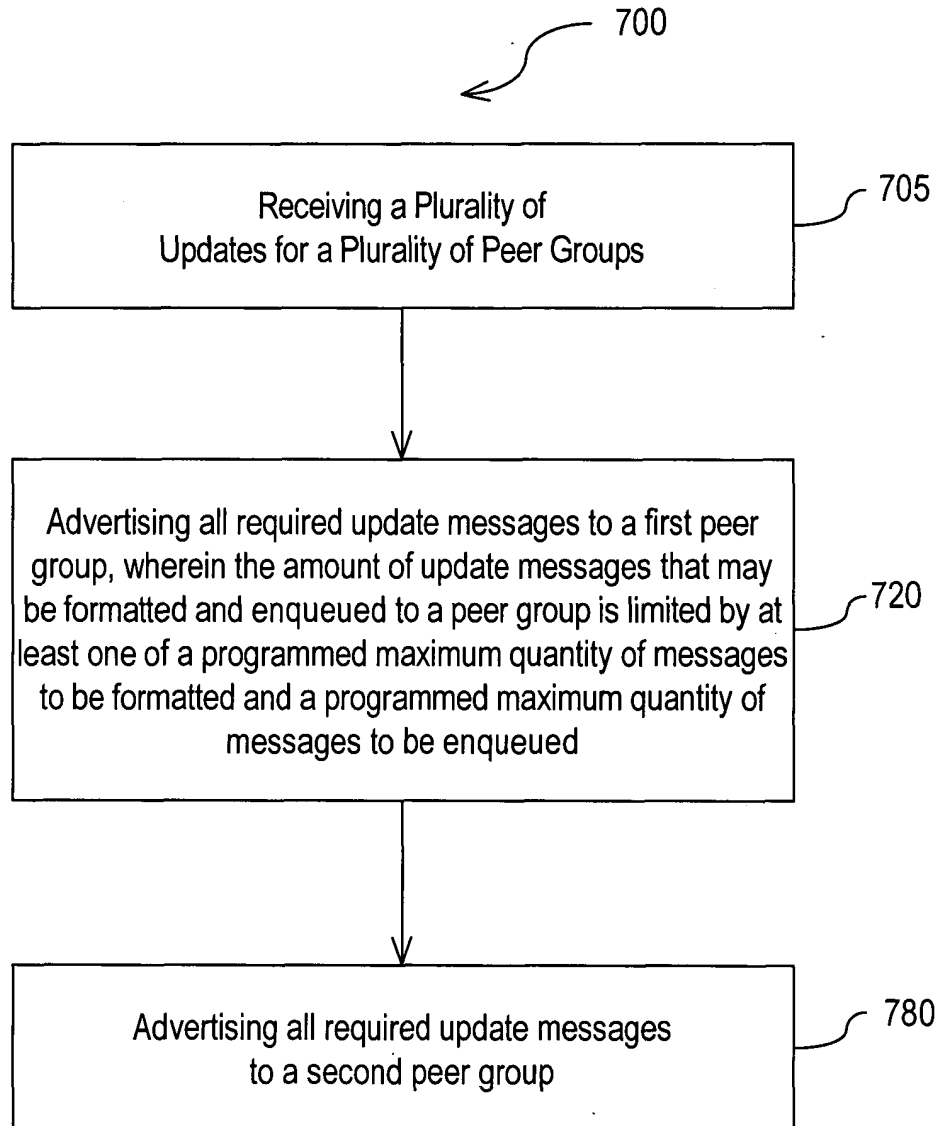 700
Receiving a Plurality of
Updates for a Plurality of Peer Groups
705
Advertising all required update messages to a first peer
group, wherein the amount of update messages that may
be formatted and enqueued to a peer group is limited by at
least one of a programmed maximum quantity of messages
to be formatted and a programmed maximum quantity of
messages to be enqueued
720
Advertising all required update messages
to a second peer group
780